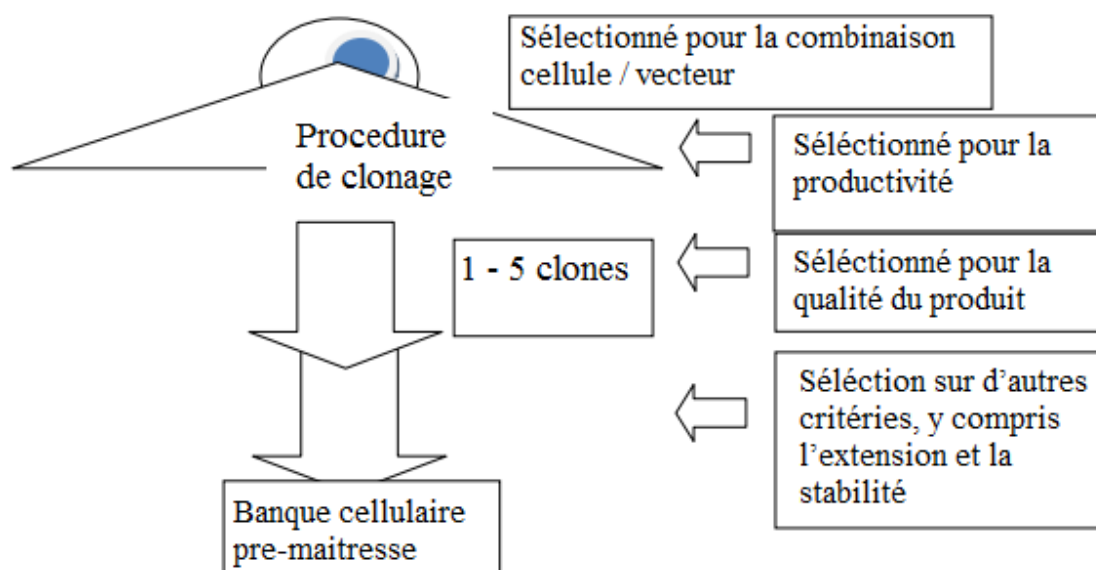 Sélectionné pour la combinaison
cellule / vecteur
Procedure
de clonage
Séléctionné pour la
productivité
1 - 5 clones
Séléctionné pour la
qualité du produit
Séléction sur d’autres
critéries, y compris
l’extension et la
stabilité
Banque cellulaire
pre-maitresse